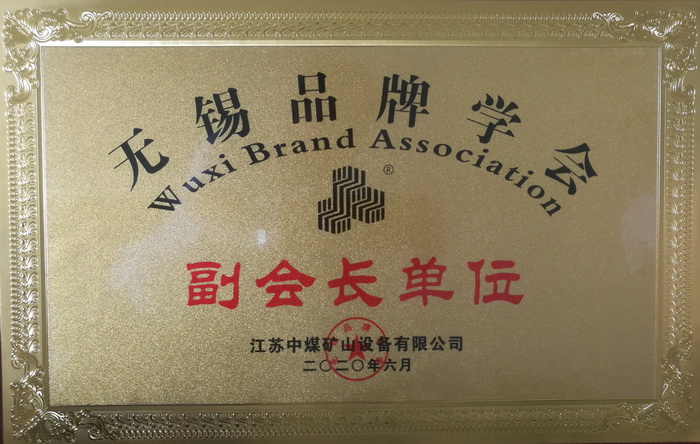 无锡品牌学会
Wuxi Brand Association
®
副会长单位
江苏中煤矿山设备有限公司
二〇二〇年六月